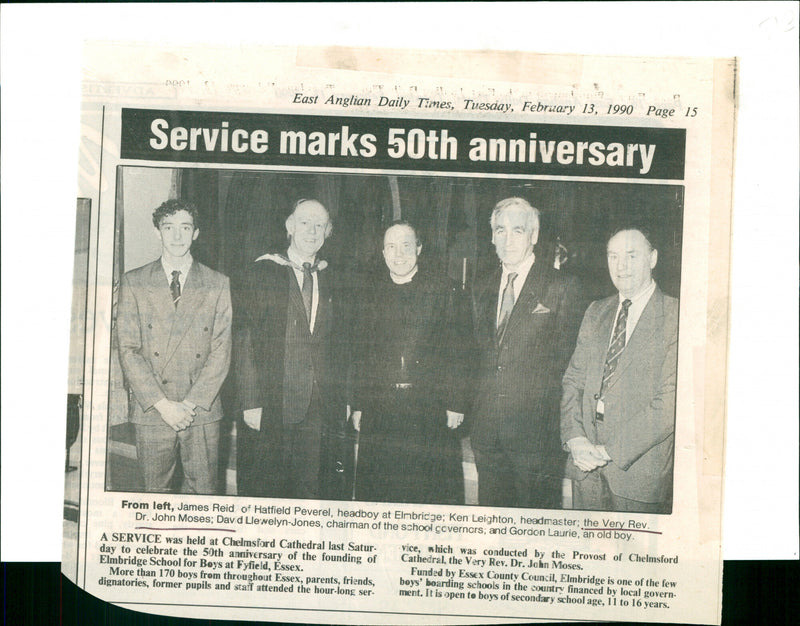 East Anglian Daily Times, Tuesday, February 13, 1990 Page 15
Service marks 50th anniversary
From left, James Reid of Hatfield Peverel, headboy at Elmbridge; Ken Leighton, headmaster; the Very Rev.
Dr. John Moses; David Llewelyn-Jones, chairman of the school governors; and Gordon Laurie, an old boy.
A SERVICE was held at Chelmsford Cathedral last Satur-
day to celebrate the 50th anniversary of the founding of
Elmbridge School for Boys at Fyfield, Essex.
More than 170 boys from throughout Essex, parents, friends,
dignatories, former pupils and staff attended the hour-long ser-
vice, which was conducted by the Provost of Chelmsford
Cathedral, the Very Rev. Dr. John Moses.
Funded by Essex County Council, Elmbridge is one of the few
boys' boarding schools in the country financed by local govern-
ment. It is open to boys of secondary school age, 11 to 16 years.